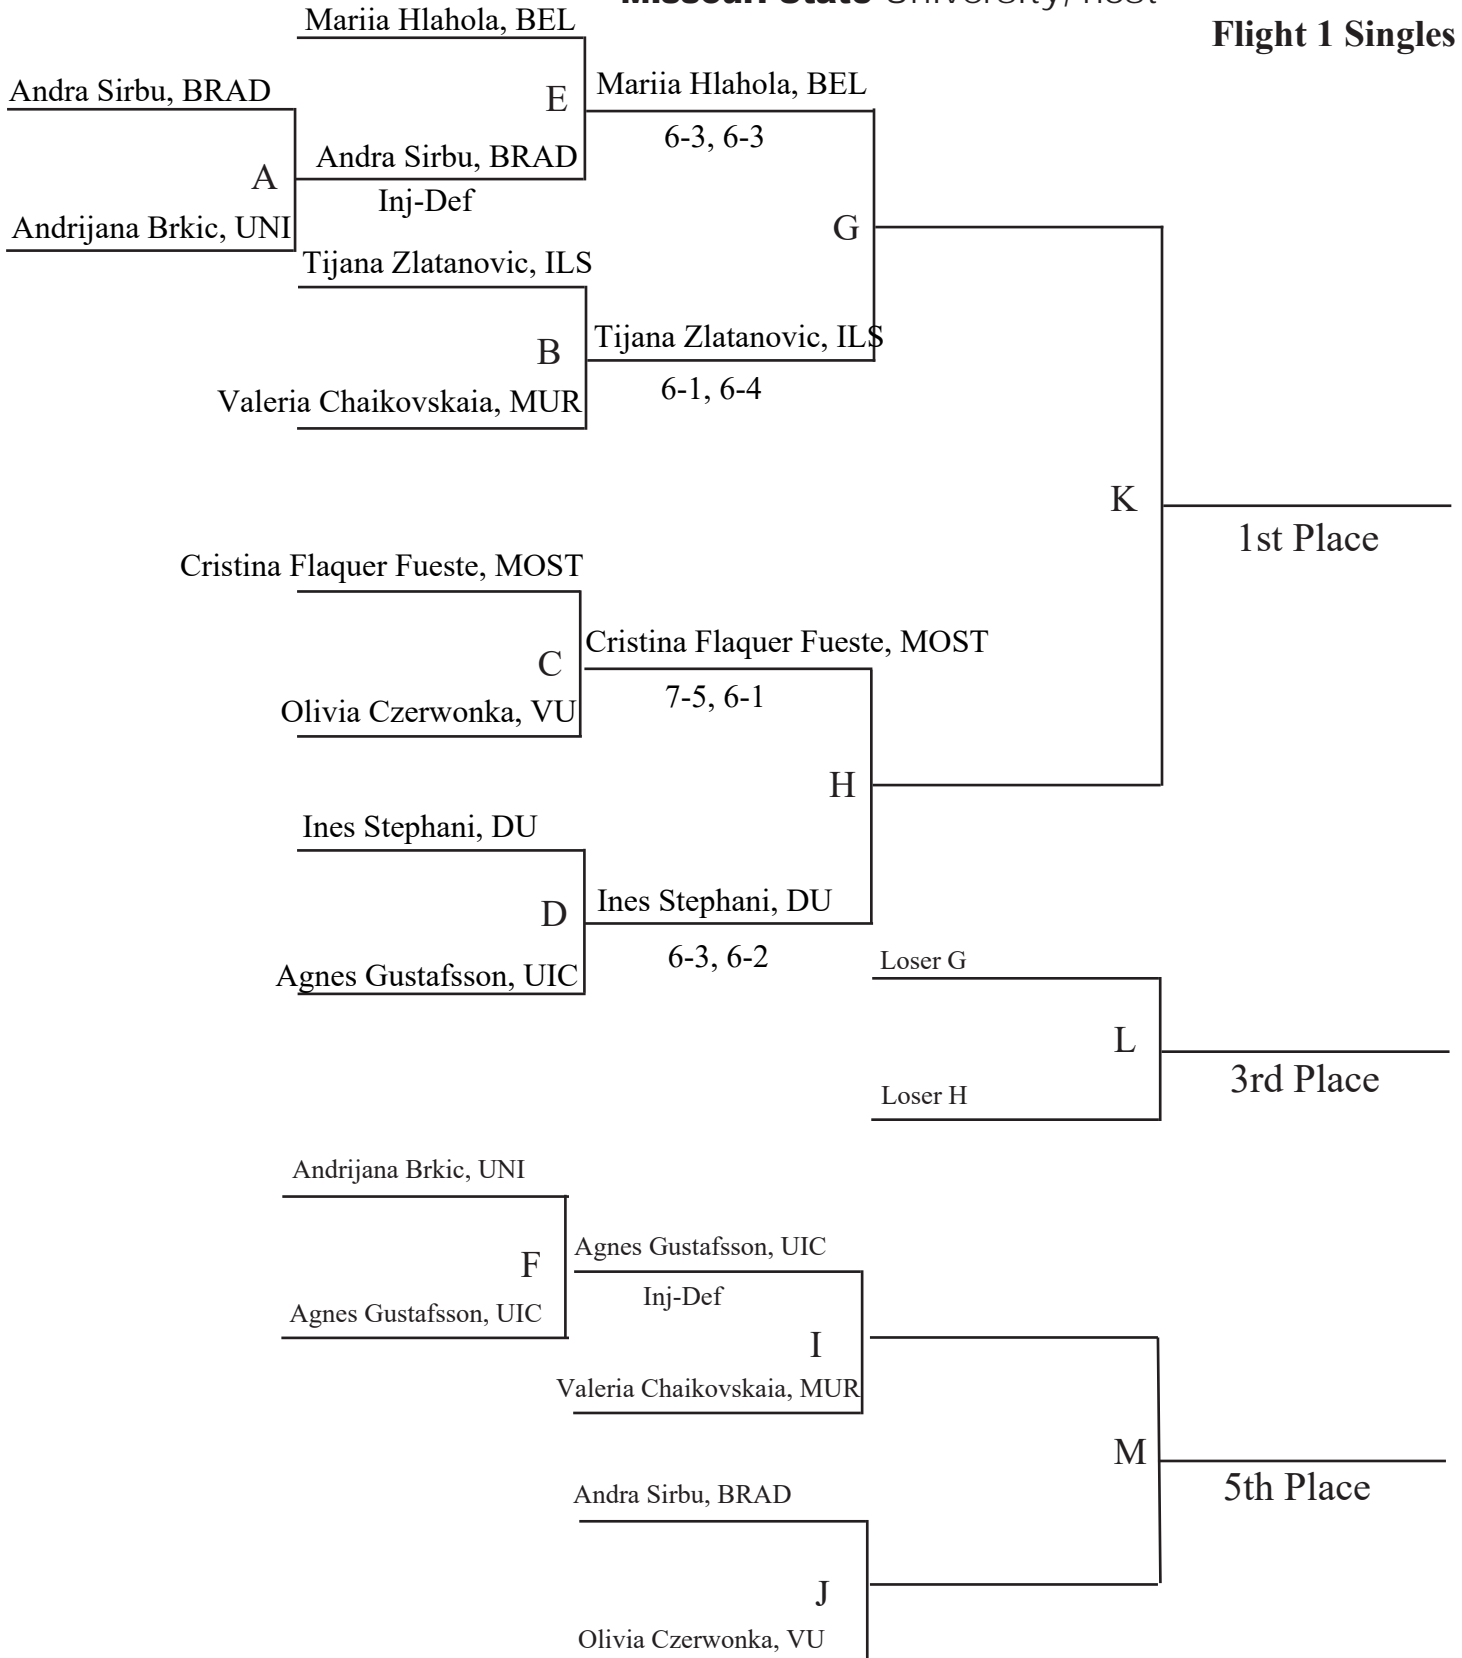 Missouri State University, host
Flight 1 Singles
Mariia Hlahola, BEL
Andra Sirbu, BRAD
E
Mariia Hlahola, BEL
6-3, 6-3
Andra Sirbu, BRAD
A
Inj-Def
Andrijana Brkic, UNI
G
Tijana Zlatanovic, ILS
B
Tijana Zlatanovic, ILS
6-1, 6-4
Valeria Chaikovskaia, MUR
K
1st Place
Cristina Flaquer Fueste, MOST
C
Cristina Flaquer Fueste, MOST
7-5, 6-1
Olivia Czerwonka, VU
H
Ines Stephani, DU
D
Ines Stephani, DU
6-3, 6-2
Agnes Gustafsson, UIC
Loser G
L
3rd Place
Loser H
Andrijana Brkic, UNI
F
Agnes Gustafsson, UIC
Inj-Def
Agnes Gustafsson, UIC
I
Valeria Chaikovskaia, MUR
M
5th Place
Andra Sirbu, BRAD
J
Olivia Czerwonka, VU